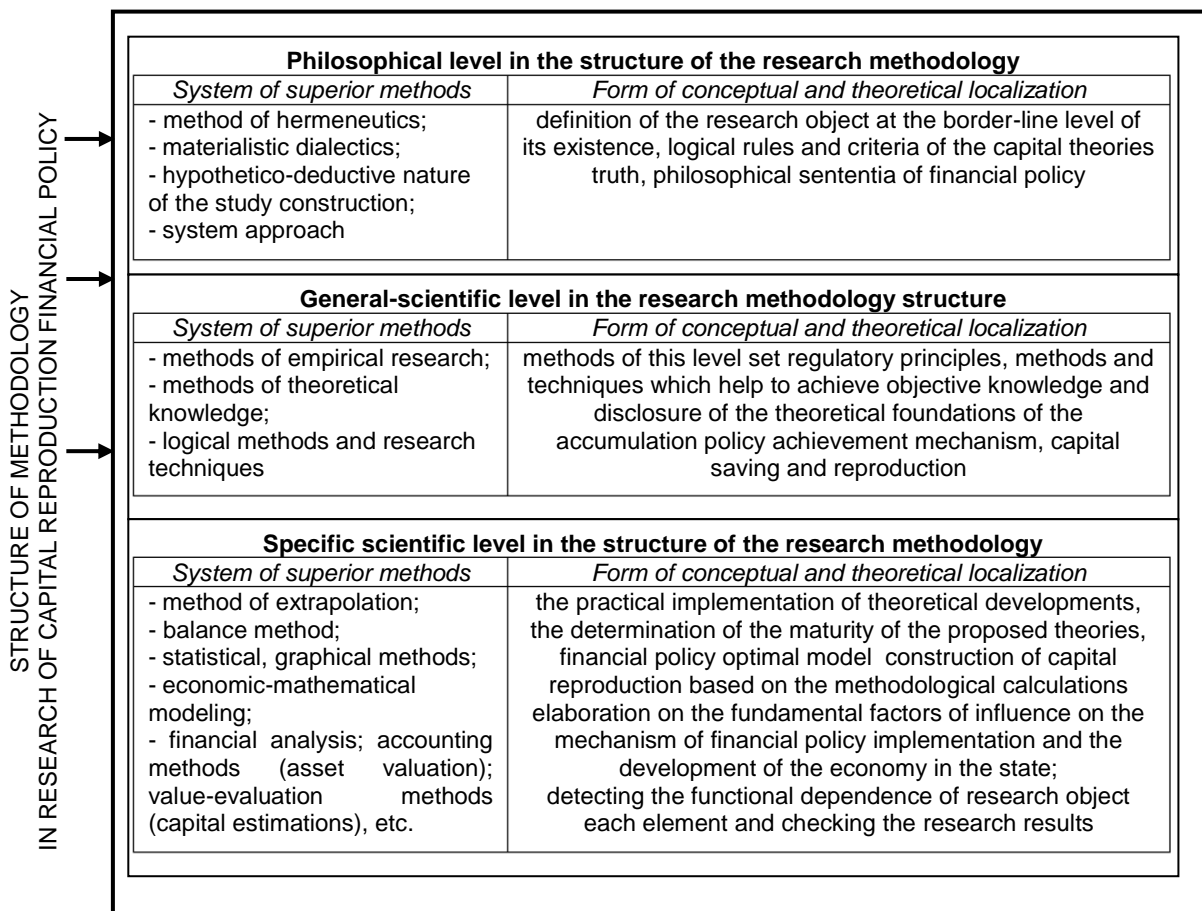 STRUCTURE OF METHODOLOGY
IN RESEARCH OF CAPITAL REPRODUCTION FINANCIAL POLICY
Philosophical level in the structure of the research methodology
System of superior methods
- method of hermeneutics;
- materialistic dialectics;
- hypothetico-deductive nature
of the study construction;
- system approach
Form of conceptual and theoretical localization
definition of the research object at the border-line level of
its existence, logical rules and criteria of the capital theories
truth, philosophical sententia of financial policy
General-scientific level in the research methodology structure
System of superior methods
- methods of empirical research;
- methods of theoretical
knowledge;
- logical methods and research
techniques
Form of conceptual and theoretical localization
methods of this level set regulatory principles, methods and
techniques which help to achieve objective knowledge and
disclosure of the theoretical foundations of the
accumulation policy achievement mechanism, capital
saving and reproduction
Specific scientific level in the structure of the research methodology
System of superior methods
- method of extrapolation;
- balance method;
- statistical, graphical methods;
- economic-mathematical
modeling;
- financial analysis; accounting
methods (asset valuation);
value-evaluation methods
(capital estimations), etc.
Form of conceptual and theoretical localization
the practical implementation of theoretical developments,
the determination of the maturity of the proposed theories,
financial policy optimal model construction of capital
reproduction based on the methodological calculations
elaboration on the fundamental factors of influence on the
mechanism of financial policy implementation and the
development of the economy in the state;
detecting the functional dependence of research object
each element and checking the research results